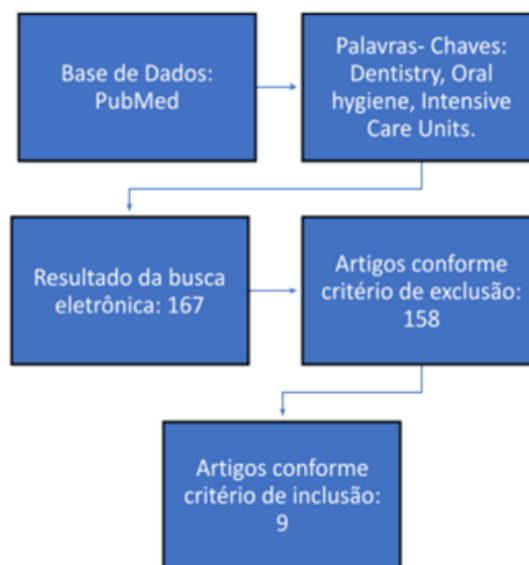 Base de Dados:
PubMed
Palavras- Chaves:
Dentistry, Oral
hygiene, Intensive
Care Units.
Resultado da busca
eletrônica: 167
Artigos conforme
critério de exclusão:
158
Artigos conforme
critério de inclusão:
9